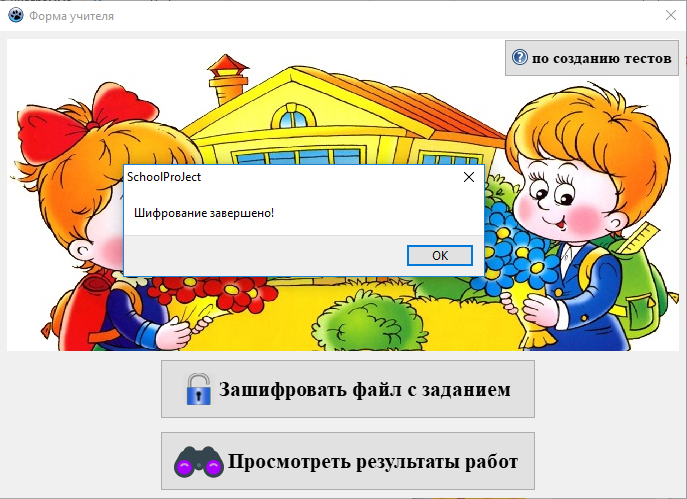 Форма учителя
по созданию тестов
SchoolProJect
Шифрование завершено!
OK
Зашифровать файл с заданием
Просмотреть результаты работ